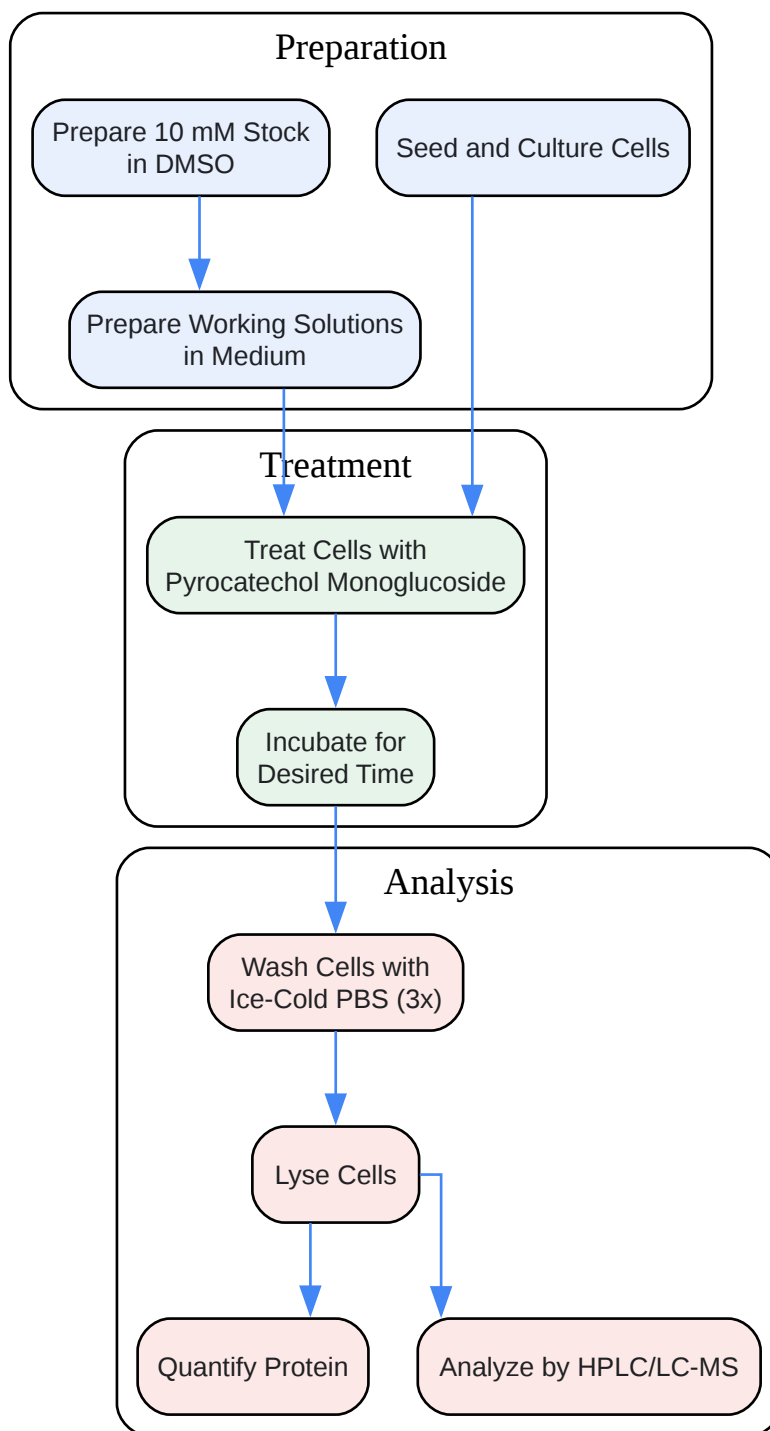 Preparation
Prepare 10 mM Stock
in DMSO
Seed and Culture Cells
Prepare Working Solutions
in Medium
Treatment
Treat Cells with
Pyrocatechol Monoglucoside
Incubate for
Desired Time
Analysis
Wash Cells with
Ice-Cold PBS (3x)
Lyse Cells
Quantify Protein
Analyze by HPLC/LC-MS